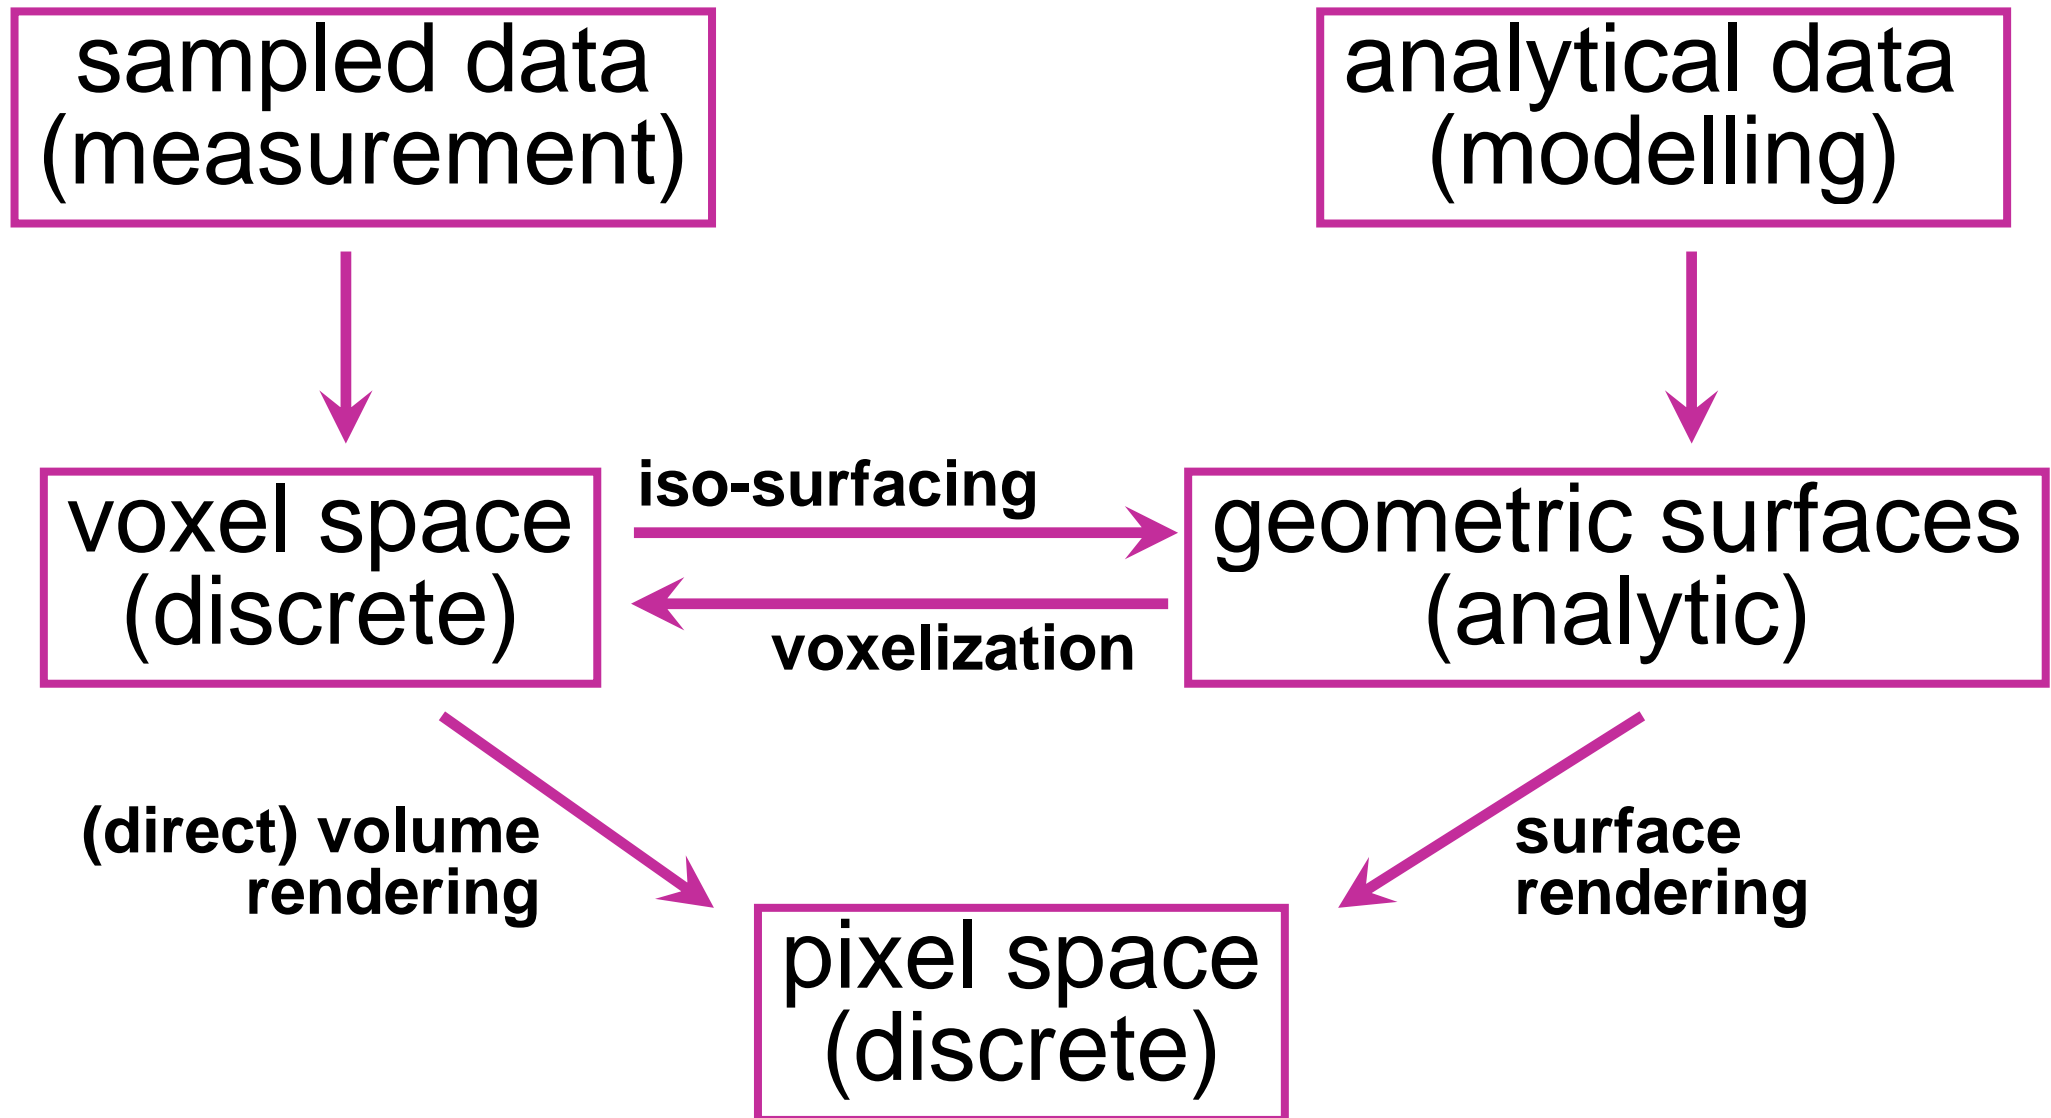 sampled data
(measurement)
analytical data
(modelling)
iso-surfacing
voxel space
(discrete)
geometric surfaces
(analytic)
voxelization
(direct) volume
rendering
surface
rendering
pixel space
(discrete)